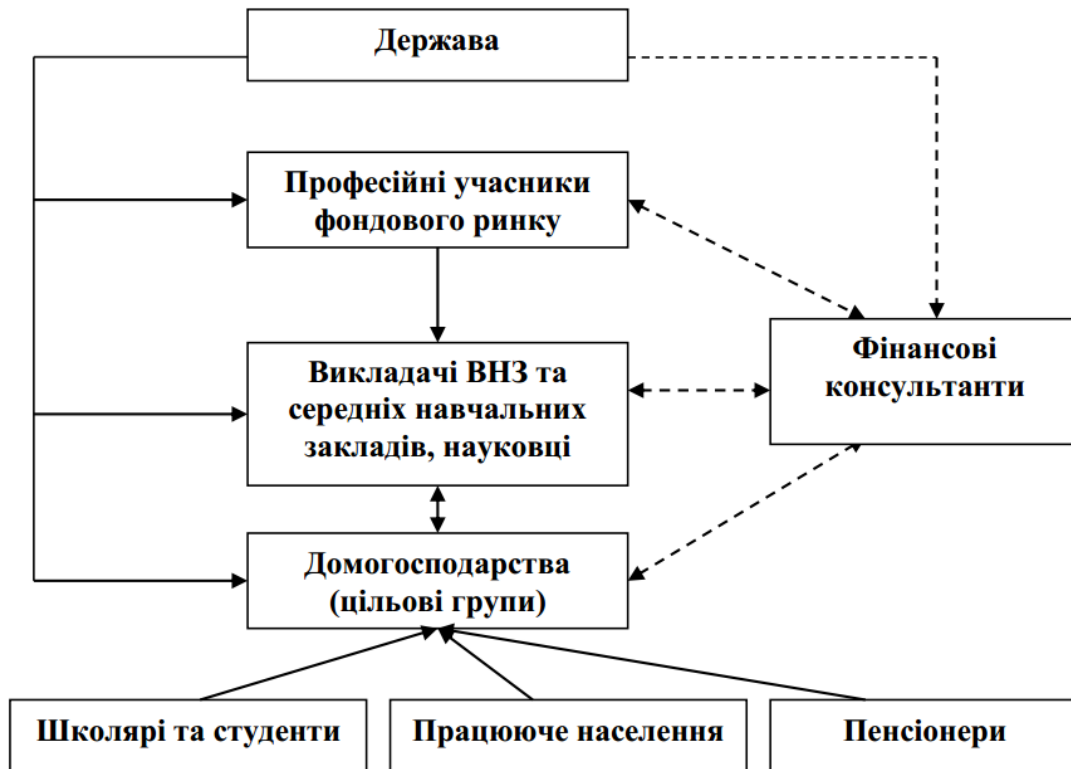 Держава
Професійні учасники
фондового ринку
Викладачі ВНЗ та
середніх навчальних
закладів, науковці
Фінансові
консультанти
Домогосподарства
(цільові групи)
Школярі та студенти
Працююче населення
Пенсіонери